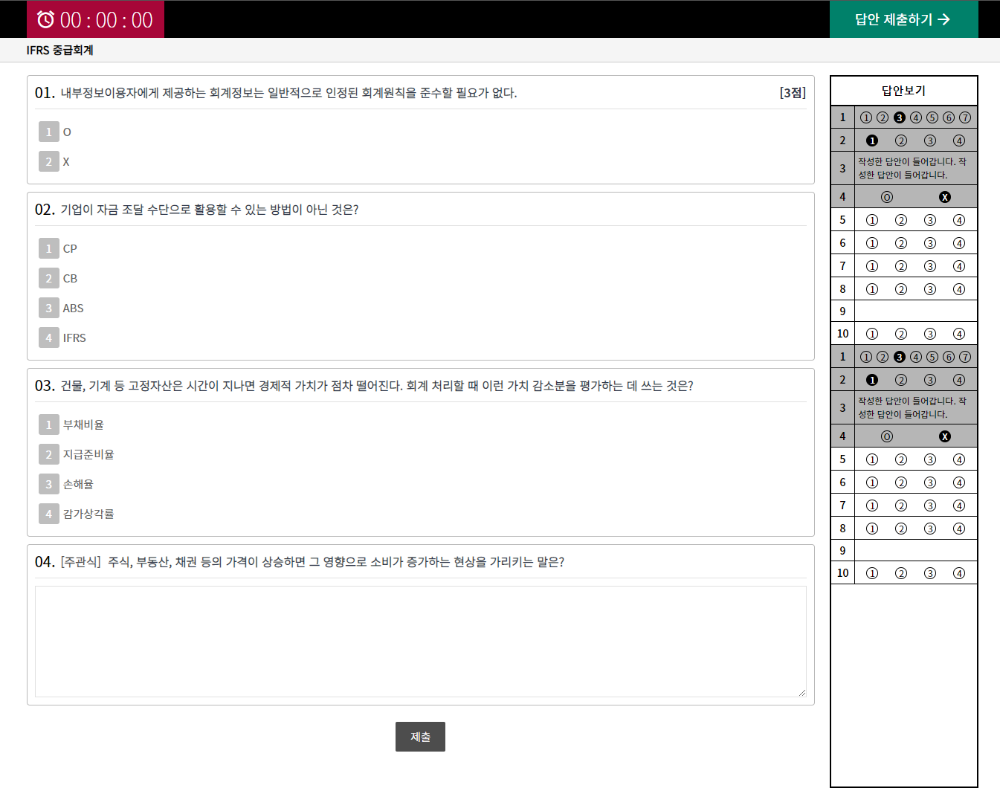 00 : 00 : 00
답안 제출하기 →
IFRS 중급회계
01. 내부정보이용자에게 제공하는 회계정보는 일반적으로 인정된 회계원칙을 준수할 필요가 없다. [3점]
1 O
2 X
02. 기업이 자금 조달 수단으로 활용할 수 있는 방법이 아닌 것은?
1 CP
2 CB
3 ABS
4 IFRS
03. 건물, 기계 등 고정자산은 시간이 지나면 경제적 가치가 점차 떨어진다. 회계 처리할 때 이런 가치 감소분을 평가하는 데 쓰는 것은?
1 부채비율
2 지급준비율
3 손해율
4 감가상각률
04. [주관식] 주식, 부동산, 채권 등의 가격이 상승하면 그 영향으로 소비가 증가하는 현상을 가리키는 말은?
제출
답안보기
1 ① ② ❸ ④ ⑤ ⑥ ⑦
2 ❶ ② ③ ④
3 작성한 답안이 들어갑니다. 작
성한 답안이 들어갑니다.
4 O X
5 ① ② ③ ④
6 ① ② ③ ④
7 ① ② ③ ④
8 ① ② ③ ④
9
10 ① ② ③ ④
1 ① ② ❸ ④ ⑤ ⑥ ⑦
2 ❶ ② ③ ④
3 작성한 답안이 들어갑니다. 작
성한 답안이 들어갑니다.
4 O X
5 ① ② ③ ④
6 ① ② ③ ④
7 ① ② ③ ④
8 ① ② ③ ④
9
10 ① ② ③ ④